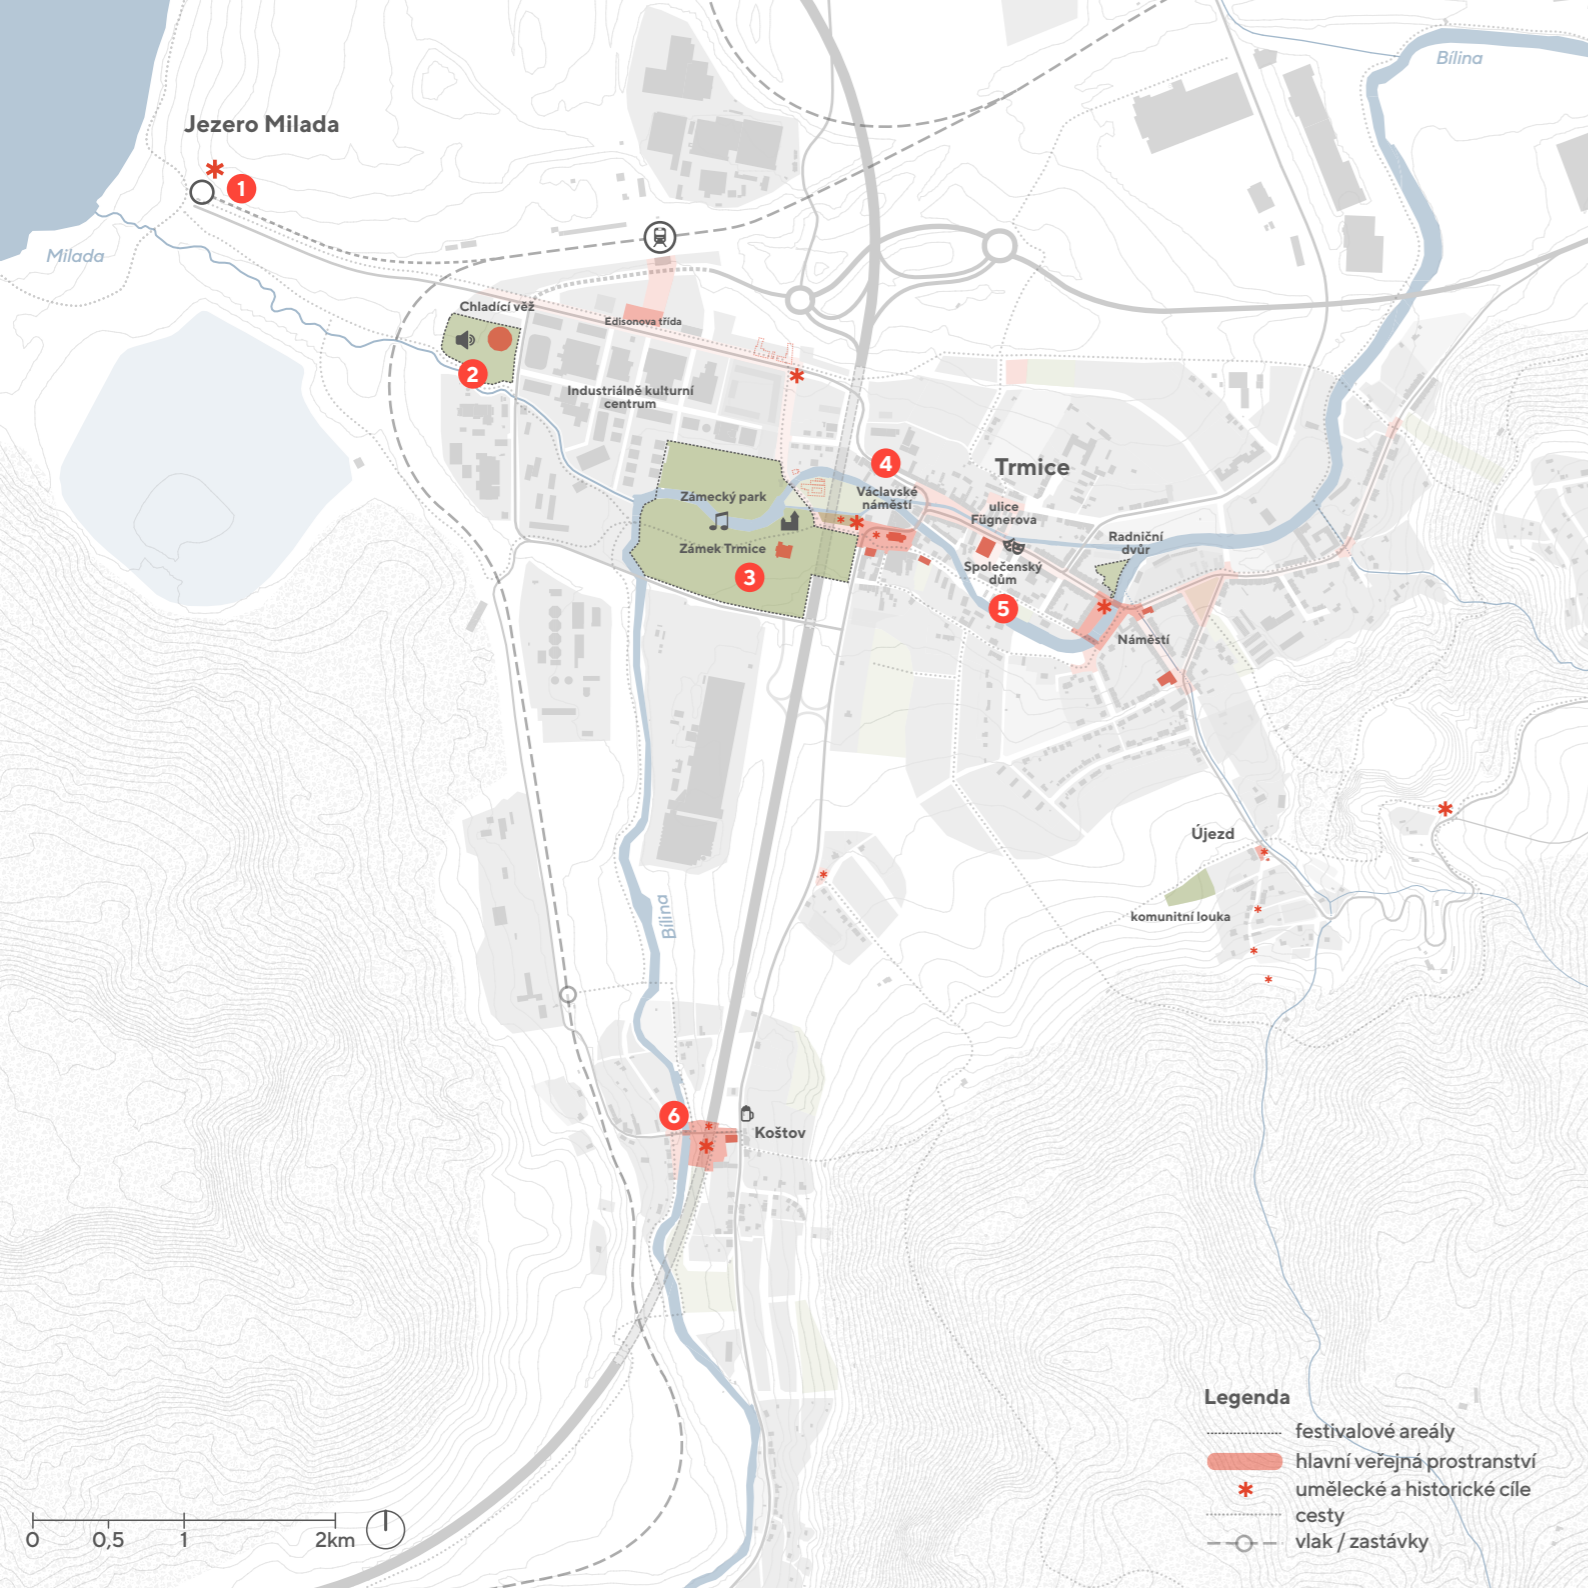 Bílina
Jezero Milada
1
Milada
Chladící věž
Edisonova třída
2
Industriálně kulturní
centrum
4
Trmice
Václavské
náměstí
Zámecký park
ulice
Fügnerova
Radniční
dvůr
Zámek Trmice
3
Společenský
dům
5
Náměstí
Újezd
komunitní louka
Bílina
6
Koštov
Legenda
festivalové areály
hlavní veřejná prostranství
umělecké a historické cíle
cesty
vlak / zastávky
0 0,5 1 2km